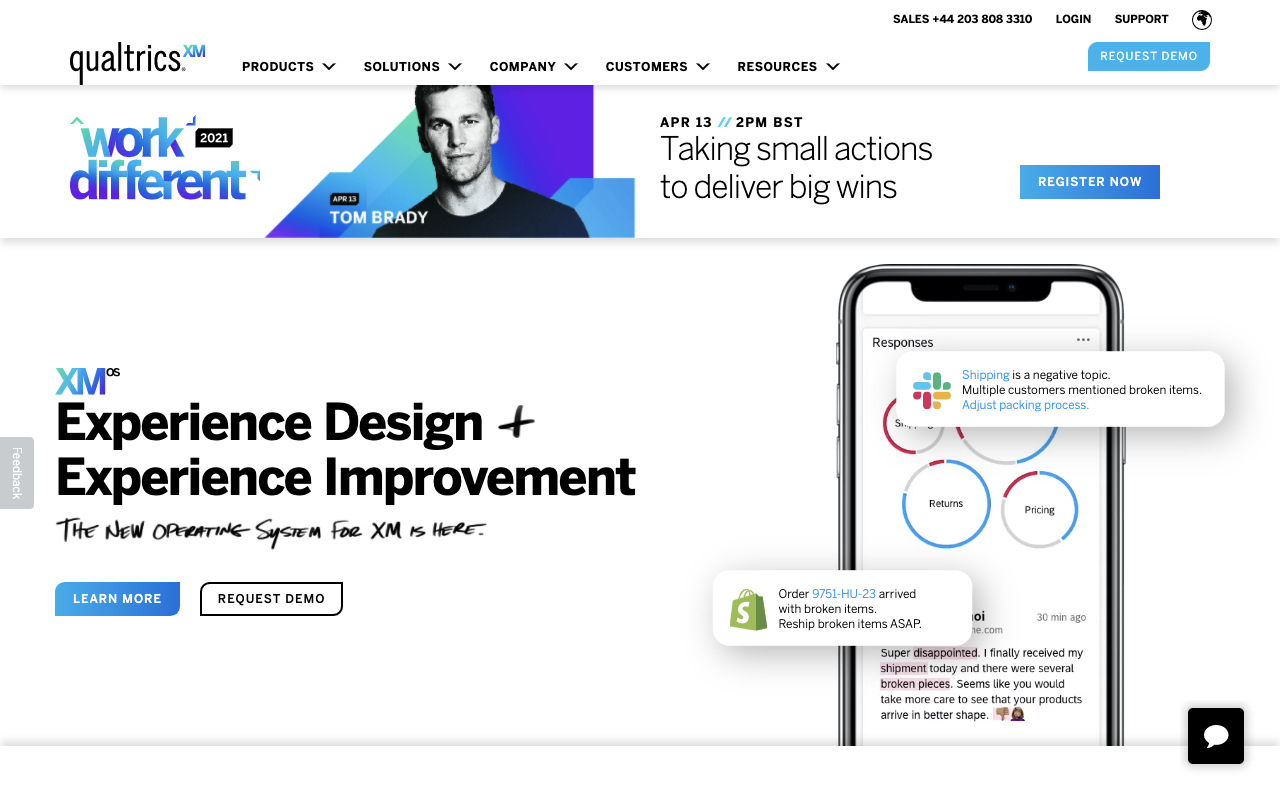 SALES +44 203 808 3310 LOGIN SUPPORT
qualtrics XM
PRODUCTS SOLUTIONS COMPANY CUSTOMERS RESOURCES
REQUEST DEMO
work 2021
different
APR 13
TOM BRADY
APR 13 // 2PM BST
Taking small actions
to deliver big wins
REGISTER NOW
XM OS
Experience Design +
Experience Improvement
THE NEW OPERATING SYSTEM FOR XM IS HERE.
LEARN MORE REQUEST DEMO
Feedback
Responses
Shipping is a negative topic.
Multiple customers mentioned broken items.
Adjust packing process.
Returns
Pricing
Order 9751-HU-23 arrived
with broken items.
Reship broken items ASAP.
30 min ago
Super disappointed. I finally received my
shipment today and there were several
broken pieces. Seems like you would
take more care to see that your products
arrive in better shape. 👎🏽🤦🏽‍♀️